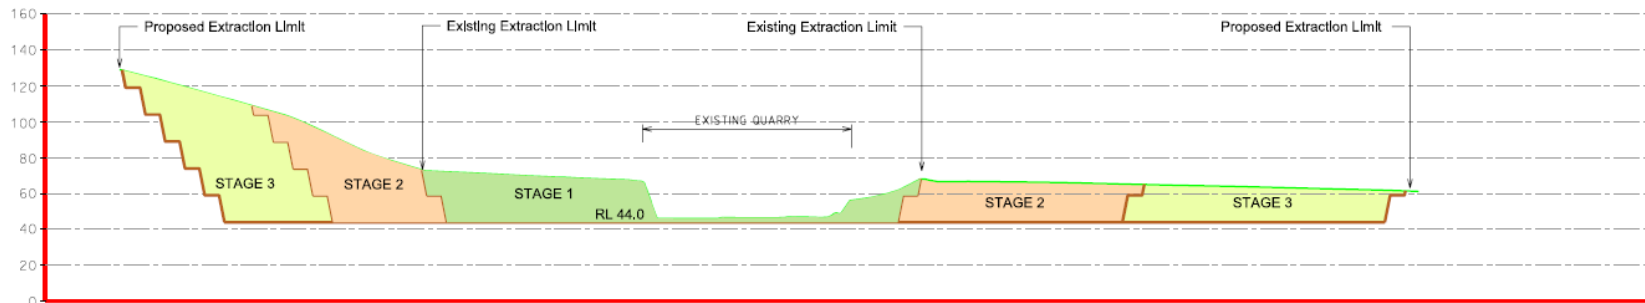 160
Proposed Extraction Limit
Existing Extraction Limit
Existing Extraction Limit
Proposed Extraction Limit
140
120
100
EXISTING QUARRY
80
STAGE 3
STAGE 2
STAGE 1
60
STAGE 2
STAGE 3
RL 44.0
40
20
0